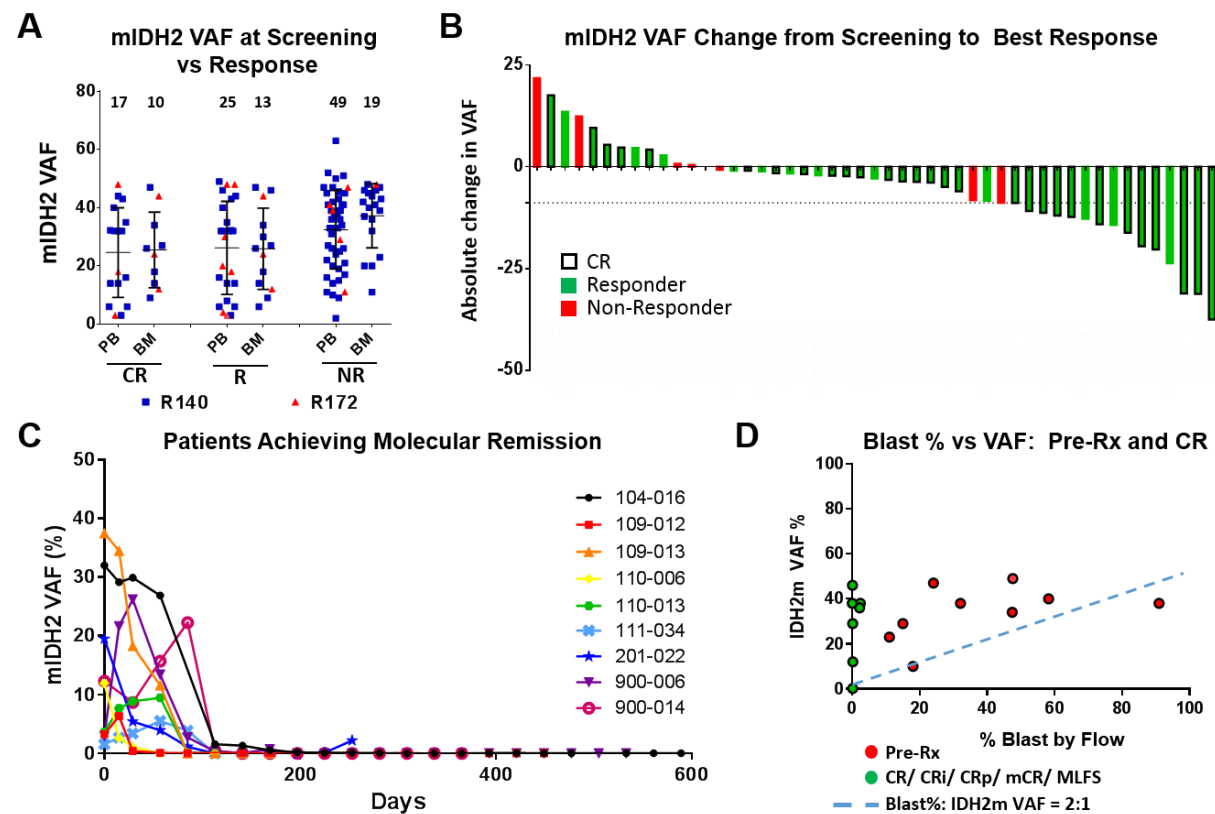 A
mIDH2 VAF at Screening
vs Response
mIDH2 VAF
80
60
40
20
0
17 10 25 13 49 19
PB BM PB BM PB BM
CR R NR
R140 R172
B
mIDH2 VAF Change from Screening to Best Response
Absolute change in VAF
25
0
-25
-50
CR
Responder
Non-Responder
C
Patients Achieving Molecular Remission
mIDH2 VAF (%)
50
40
30
20
10
0
0 200 400 600
Days
104-016
109-012
109-013
110-006
110-013
111-034
201-022
900-006
900-014
D
Blast % vs VAF: Pre-Rx and CR
IDH2m VAF %
100
80
60
40
20
0
0 20 40 60 80 100
% Blast by Flow
Pre-Rx
CR/ CRi/ CRp/ mCR/ MLFS
Blast%: IDH2m VAF = 2:1